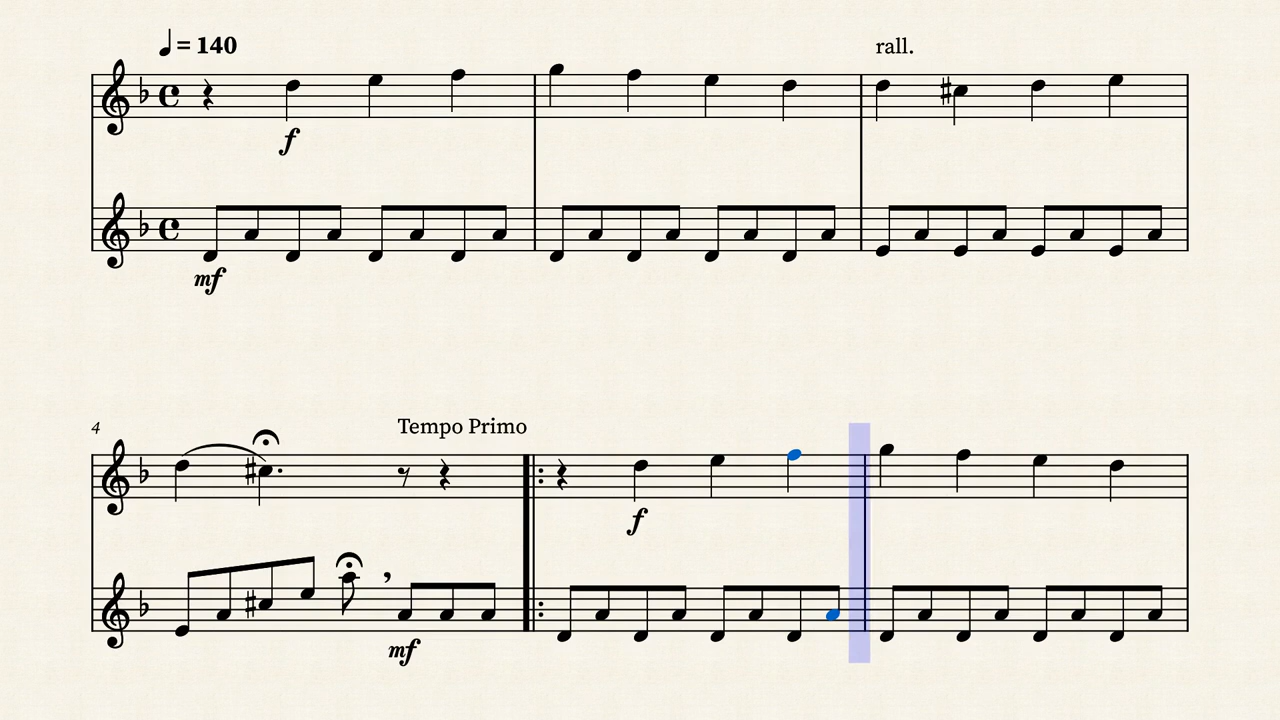 ♩ = 140
rall.
f
mf
4
Tempo Primo
f
mf